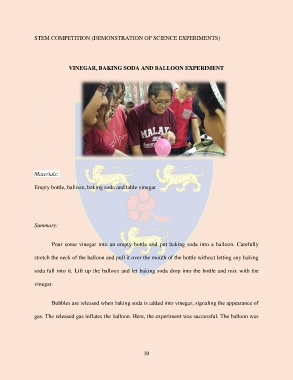 STEM COMPETITION (DEMONSTRATION OF SCIENCE EXPERIMENTS)
VINEGAR, BAKING SODA AND BALLOON EXPERIMENT
MALAY
Materials:
Empty bottle, balloon, baking soda and table vinegar
Summary:
Pour some vinegar into an empty bottle and put baking soda into a balloon. Carefully
stretch the neck of the balloon and pull it over the mouth of the bottle without letting any baking
soda fall into it. Lift up the balloon and let baking soda drop into the bottle and mix with the
vinegar.
Bubbles are released when baking soda is added into vinegar, signaling the appearance of
gas. The released gas inflates the balloon. Here, the experiment was successful. The balloon was
30